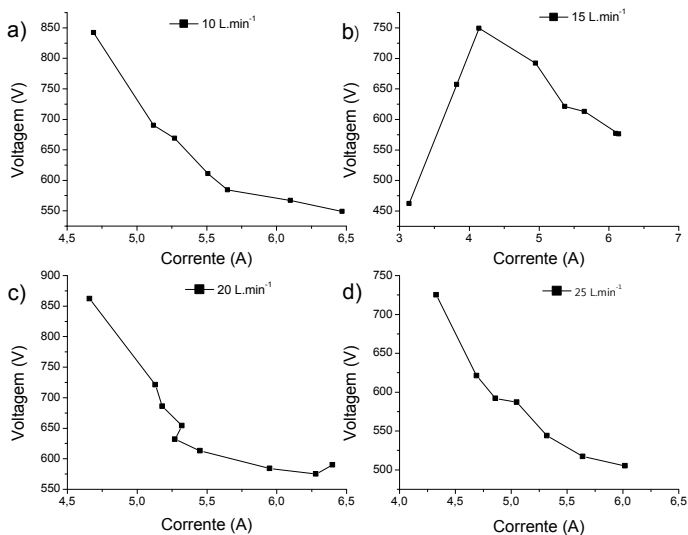 a)
10 L.min⁻¹
Voltagem (V)
850
800
750
700
650
600
550
4,5 5,0 5,5 6,0 6,5
Corrente (A)
b)
15 L.min⁻¹
Voltagem (V)
750
700
650
600
550
500
450
3 4 5 6 7
Corrente (A)
c)
20 L.min⁻¹
Voltagem (V)
900
850
800
750
700
650
600
550
4,5 5,0 5,5 6,0 6,5
Corrente (A)
d)
25 L.min⁻¹
Voltagem (V)
750
700
650
600
550
500
4,0 4,5 5,0 5,5 6,0 6,5
Corrente (A)